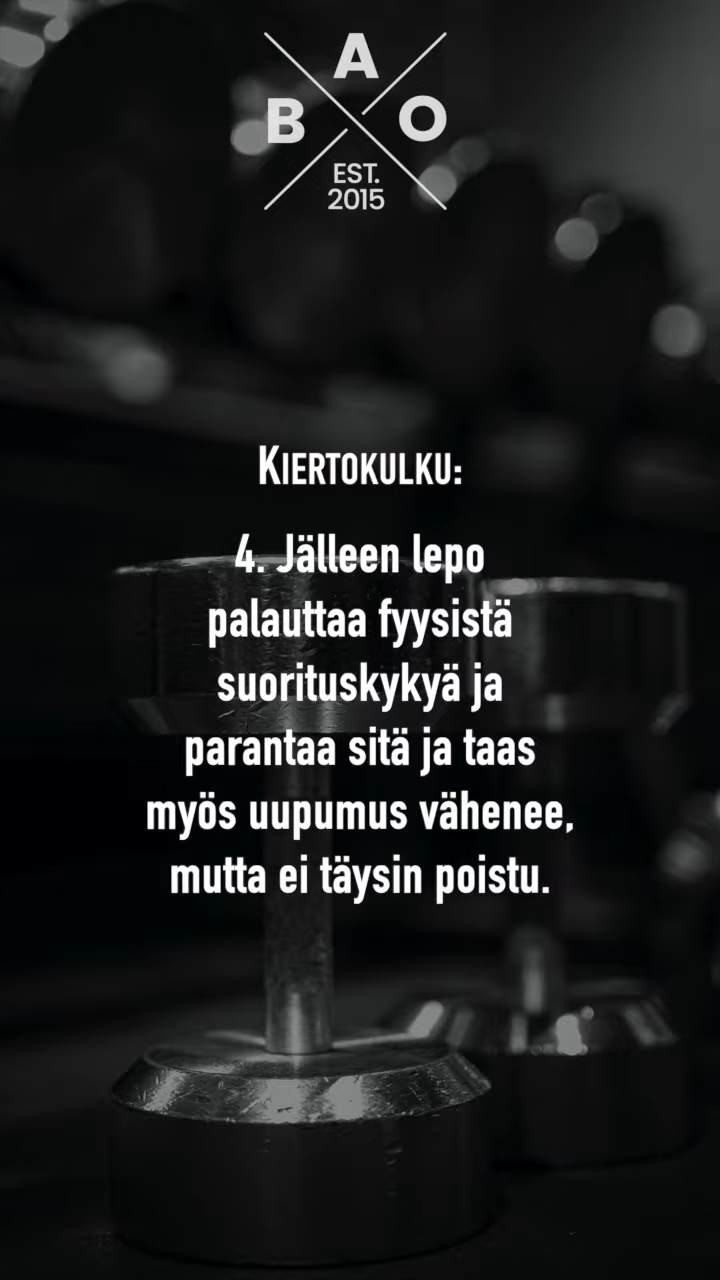 A
B O
EST.
2015
KIERTOKULKU:
4. Jälleen lepo
palauttaa fyysistä
suorituskykyä ja
parantaa sitä ja taas
myös uupumus vähenee,
mutta ei täysin poistu.